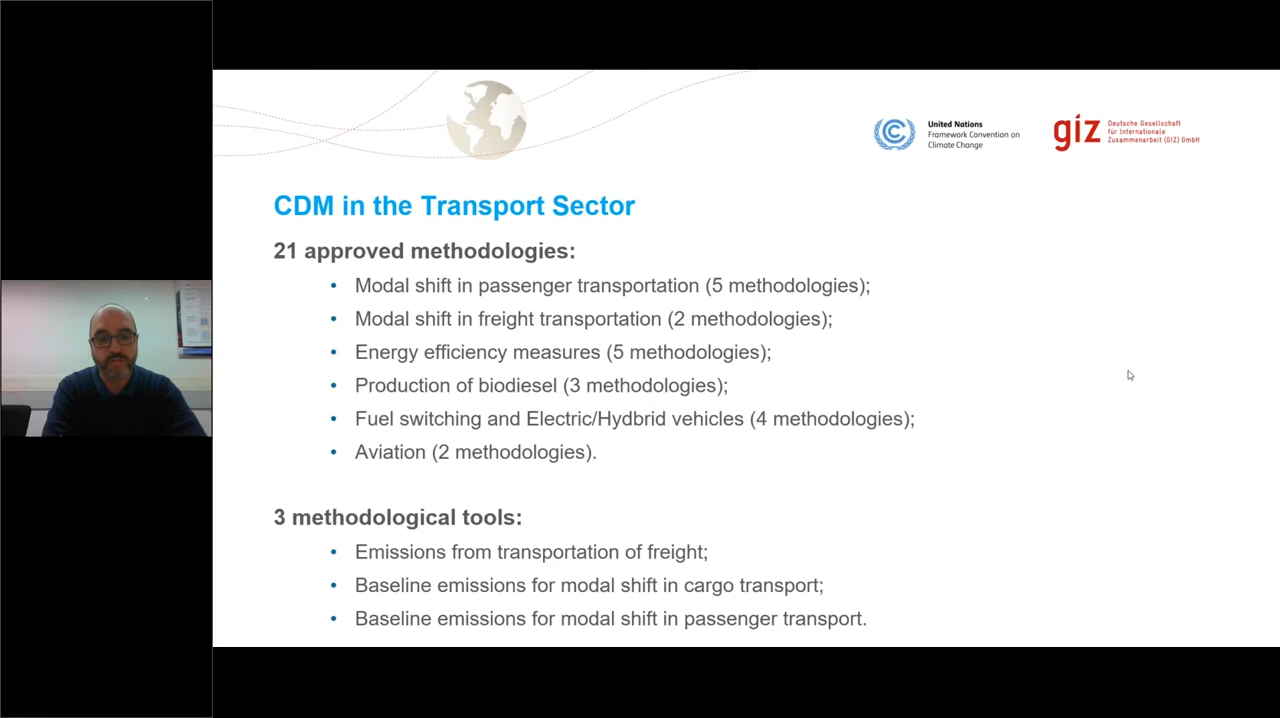 United Nations
Framework Convention on
Climate Change
giz
Deutsche Gesellschaft
für Internationale
Zusammenarbeit (GIZ) GmbH
CDM in the Transport Sector
21 approved methodologies:
• Modal shift in passenger transportation (5 methodologies);
• Modal shift in freight transportation (2 methodologies);
• Energy efficiency measures (5 methodologies);
• Production of biodiesel (3 methodologies);
• Fuel switching and Electric/Hydbrid vehicles (4 methodologies);
• Aviation (2 methodologies).
3 methodological tools:
• Emissions from transportation of freight;
• Baseline emissions for modal shift in cargo transport;
• Baseline emissions for modal shift in passenger transport.